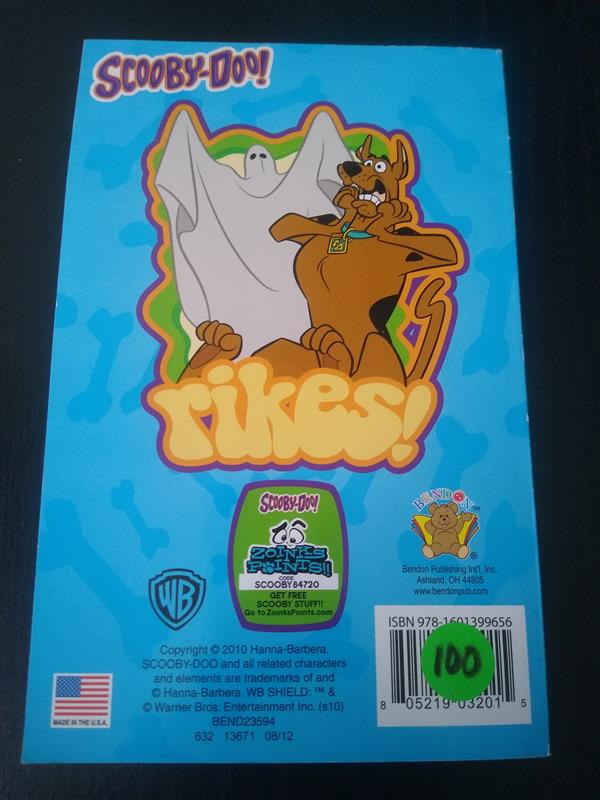 SCOOBY-DOO!
rikes!
SCOOBY-DOO!
ZOINKS
POINTS!!
CODE:
SCOOBY84720
GET FREE
SCOOBY STUFF!!
Go to ZoinksPoints.com
BENDON™
®
Bendon Publishing Int'l, Inc.
Ashland, OH 44805
www.bendonpub.com
WB
Copyright © 2010 Hanna-Barbera.
SCOOBY-DOO and all related characters
and elements are trademarks of and
© Hanna-Barbera. WB SHIELD: ™ &
© Warner Bros. Entertainment Inc. (s10)
BEND23594
632 13671 08/12
MADE IN THE U.S.A.
ISBN 978-1601399656
100
8 05219 03201 5